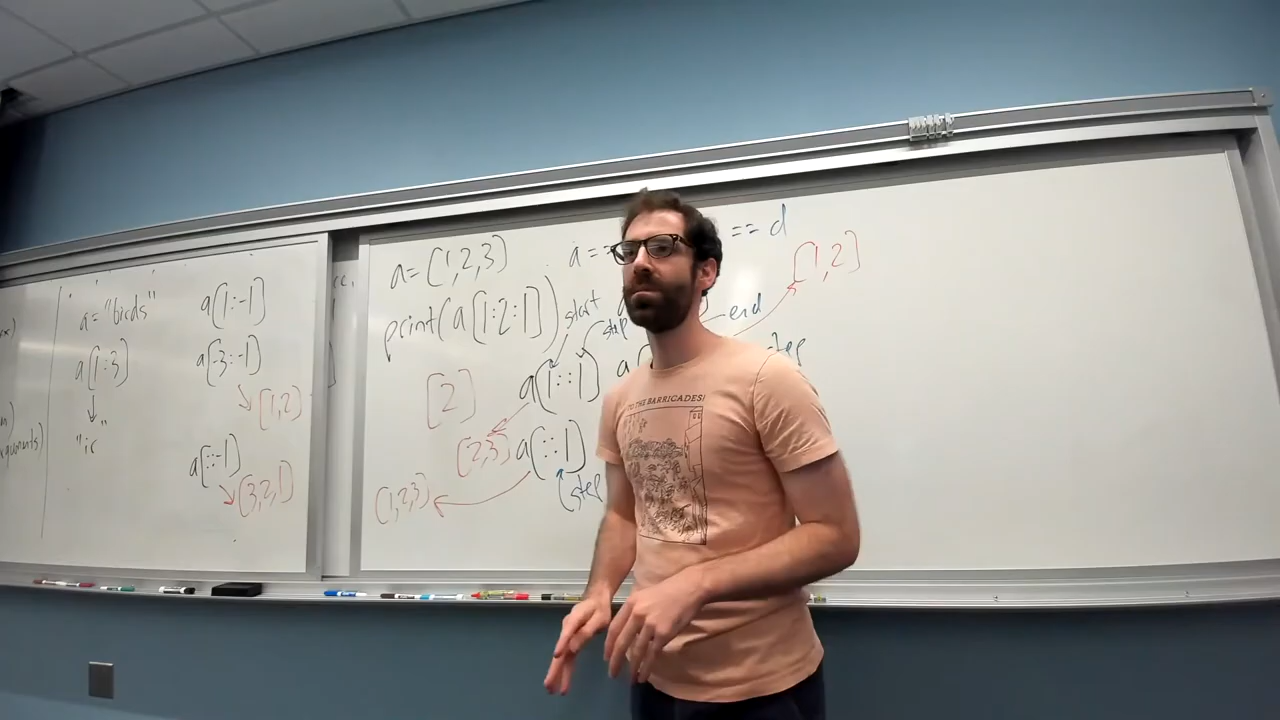 a = "birds"
a[1:3]
"ir"
a[1:-1]
a[3:-1]
[1,2]
a[::-1]
[3,2,1]
a = [1,2,3]
print(a[1:2:1])
[2]
start
step
a[1::1]
[2,3]
a[::1]
step
[1,2,3]
a =
== d
[1,2]
end
step
TO THE BARRICADES!